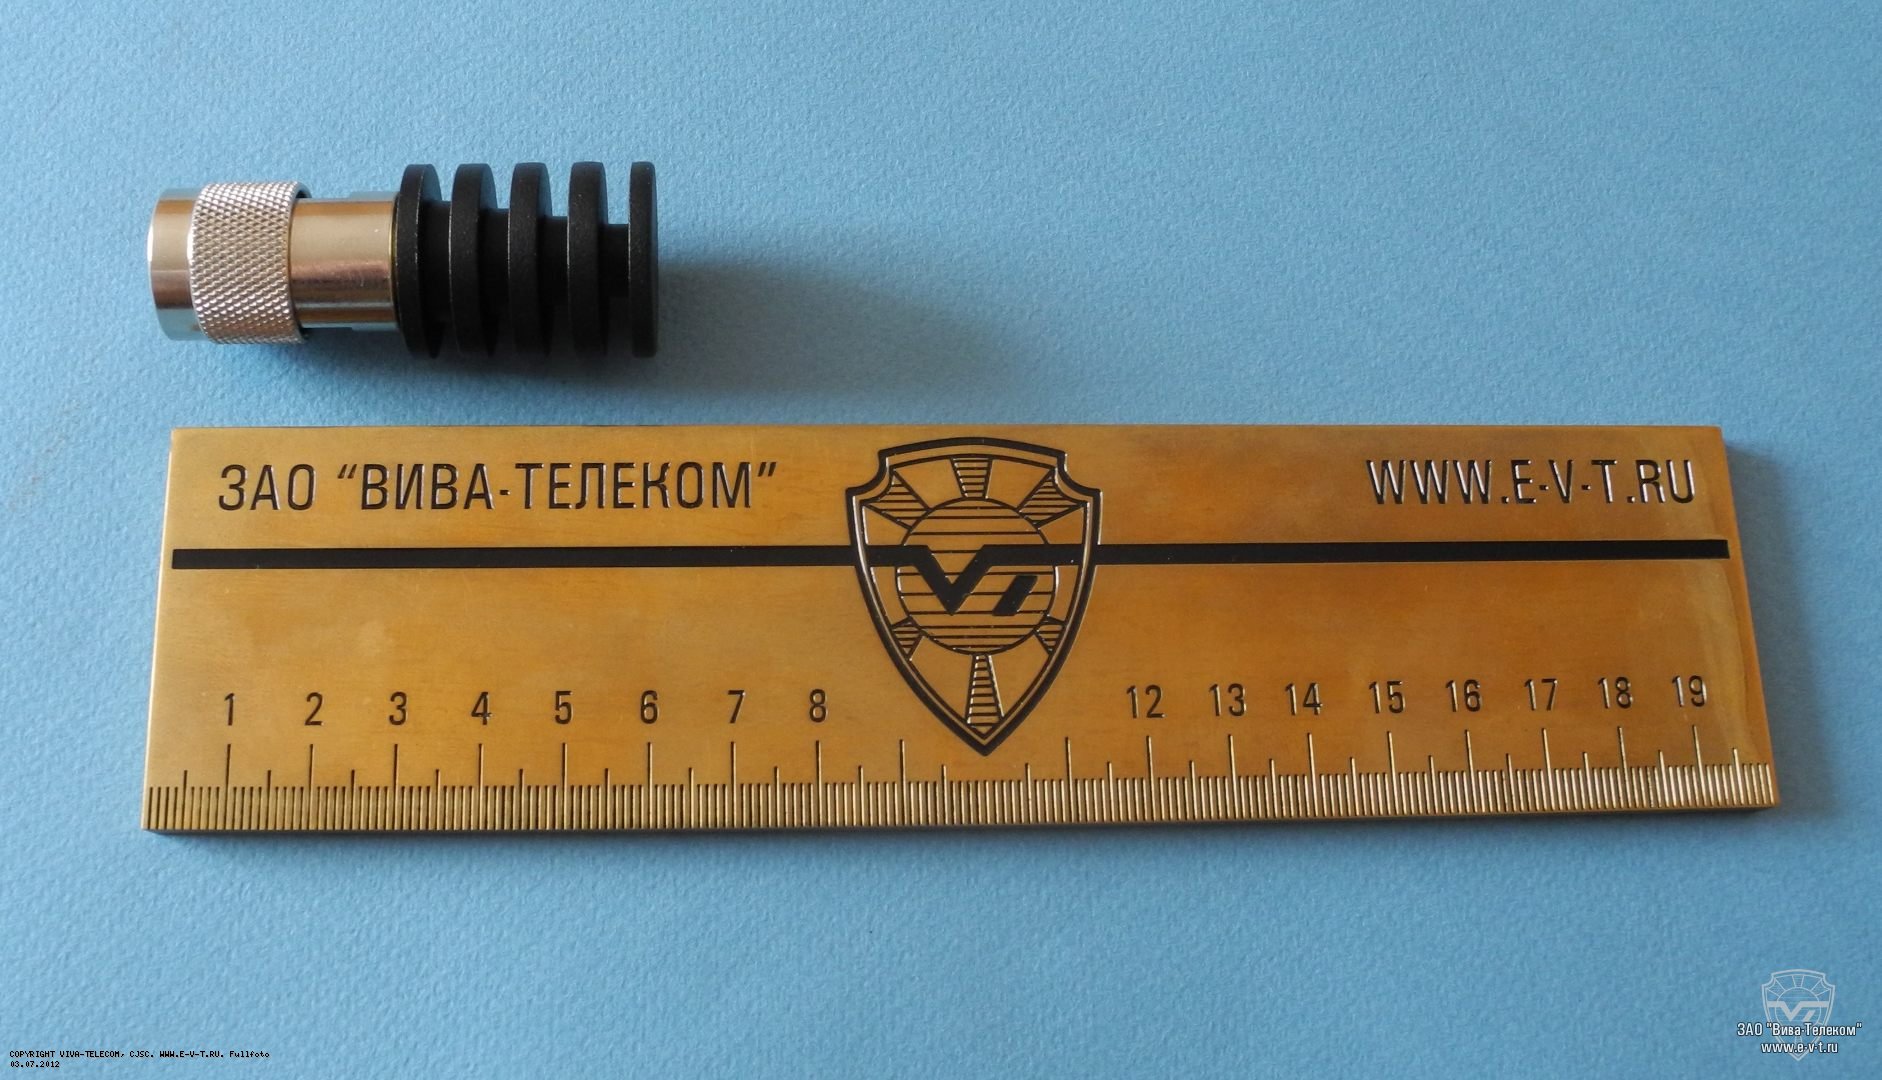 ЗАО “ВИВА-ТЕЛЕКОМ”
WWW.E-V-T.RU
VT
1 2 3 4 5 6 7 8 12 13 14 15 16 17 18 19
ЗАО "Вива-Телеком"
www.e-v-t.ru
COPYRIGHT VIVA-TELECOM, CJSC. WWW.E-V-T.RU. Fullfoto
03.07.2012